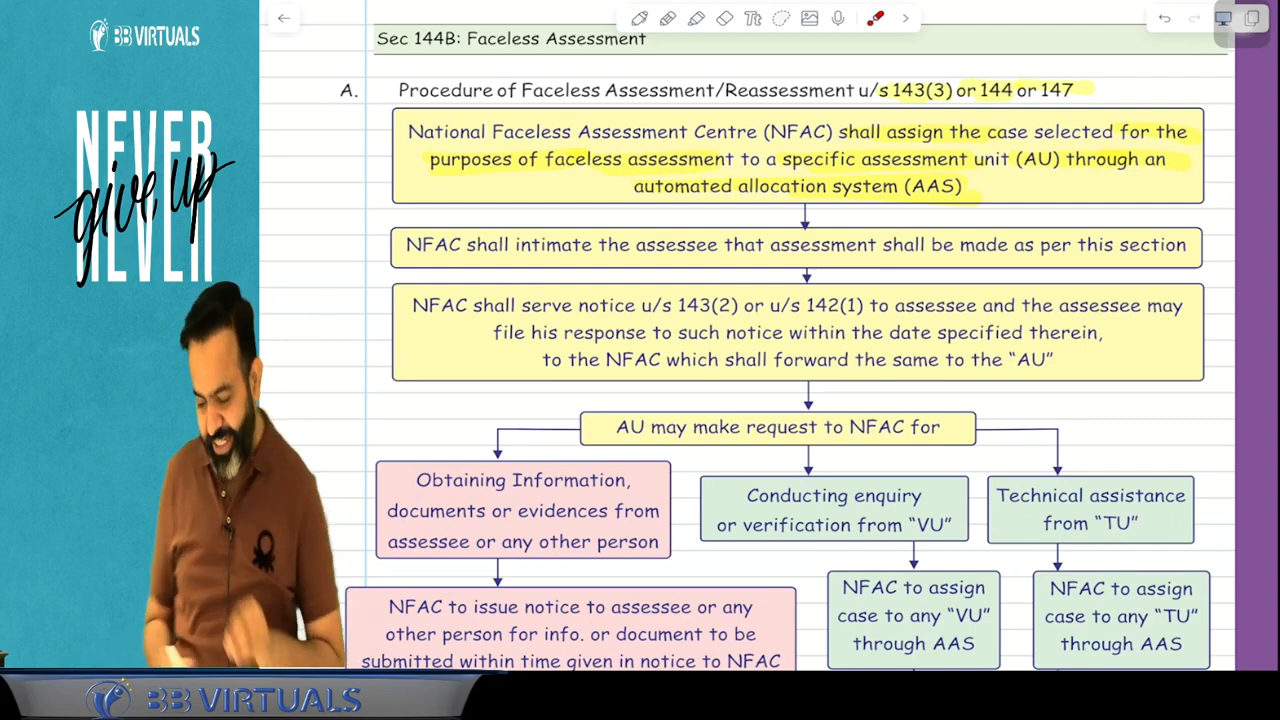 BB VIRTUALS
NEVER
give up
NEVER
Tt
Sec 144B: Faceless Assessment
A. Procedure of Faceless Assessment/Reassessment u/s 143(3) or 144 or 147
National Faceless Assessment Centre (NFAC) shall assign the case selected for the
purposes of faceless assessment to a specific assessment unit (AU) through an
automated allocation system (AAS)
NFAC shall intimate the assessee that assessment shall be made as per this section
NFAC shall serve notice u/s 143(2) or u/s 142(1) to assessee and the assessee may
file his response to such notice within the date specified therein,
to the NFAC which shall forward the same to the “AU”
AU may make request to NFAC for
Obtaining Information,
documents or evidences from
assessee or any other person
NFAC to issue notice to assessee or any
other person for info. or document to be
submitted within time given in notice to NFAC
Conducting enquiry
or verification from “VU”
NFAC to assign
case to any “VU”
through AAS
Technical assistance
from “TU”
NFAC to assign
case to any “TU”
through AAS
BB VIRTUALS